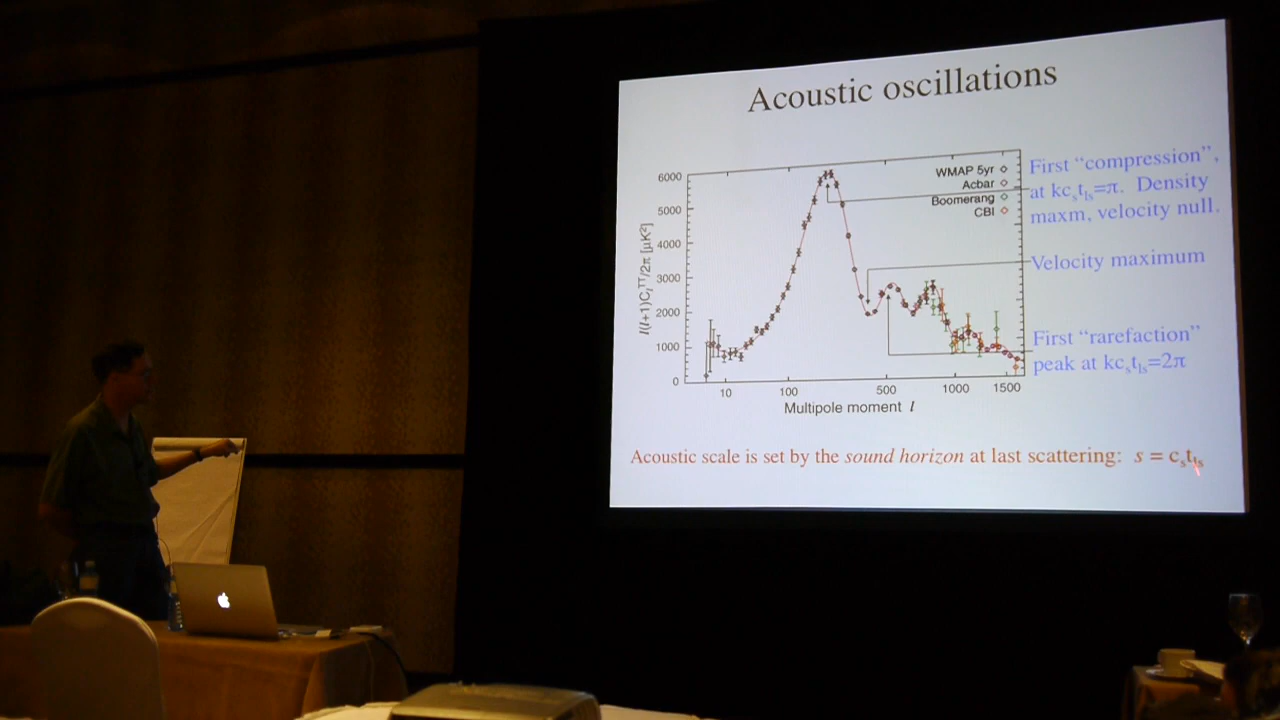 Acoustic oscillations
6000
5000
4000
3000
2000
1000
0
l(l+1)C_l^TT/2π [μK²]
WMAP 5yr
Acbar
Boomerang
CBI
10 100 500 1000 1500
Multipole moment l
First “compression”,
at kc_st_ls=π. Density
maxm, velocity null.
Velocity maximum
First “rarefaction”
peak at kc_st_ls=2π
Acoustic scale is set by the sound horizon at last scattering: s = c_st_ls